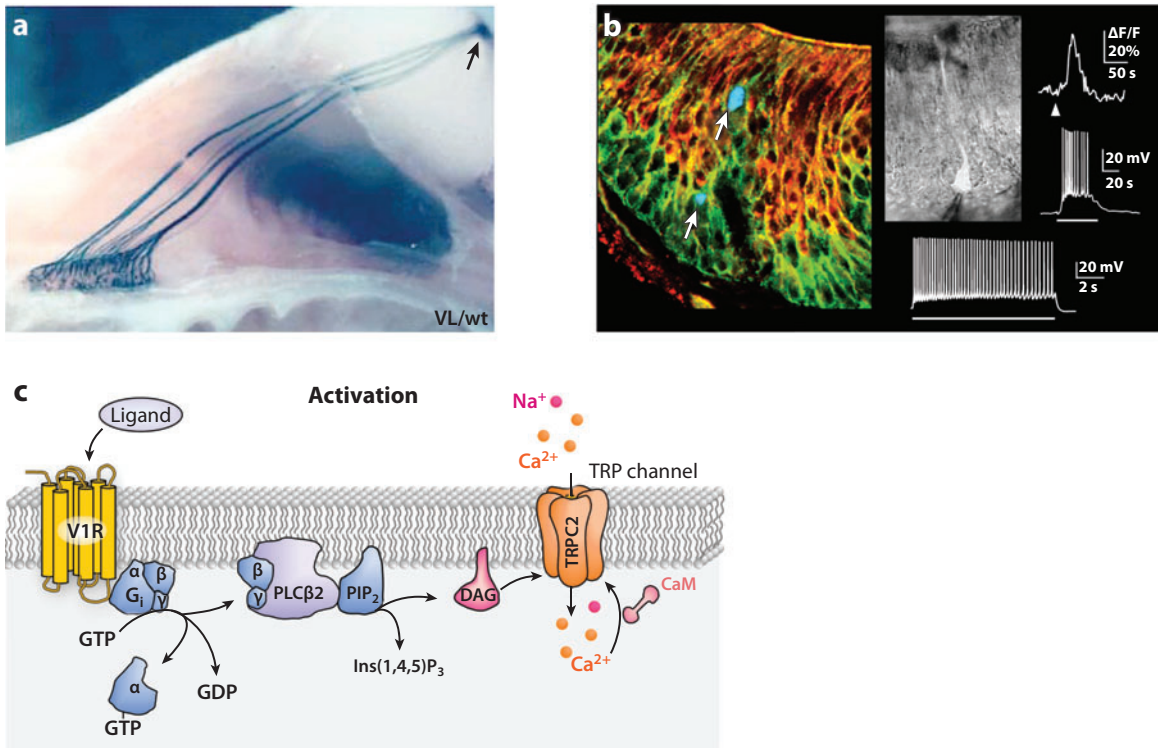 a
VL/wt
b
ΔF/F
20%
50 s
20 mV
20 s
20 mV
2 s
c
Activation
Ligand
Na⁺
Ca²⁺
TRP channel
V1R
TRPC2
α
β
Gᵢ
γ
β
γ
PLCβ2
PIP₂
DAG
CaM
GTP
Ins(1,4,5)P₃
Ca²⁺
α
GDP
GTP